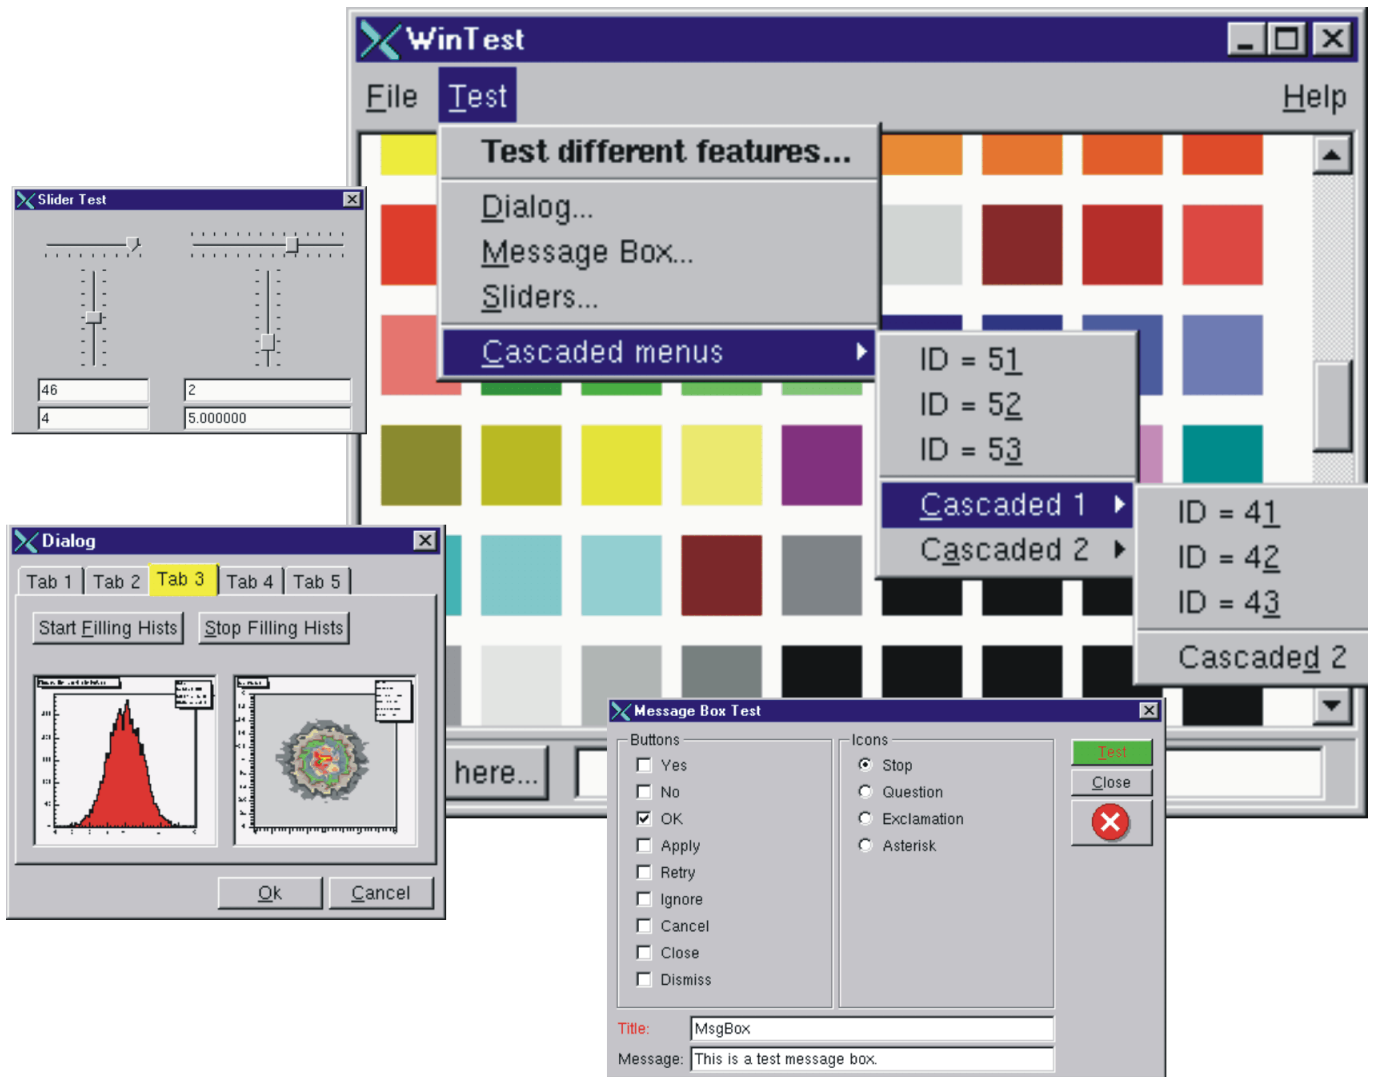 WinTest
File Test Help
Test different features...
Dialog...
Message Box...
Sliders...
Cascaded menus
ID = 51
ID = 52
ID = 53
Cascaded 1
Cascaded 2
ID = 41
ID = 42
ID = 43
Cascaded 2
here...
Slider Test
46 2
4 5.000000
Dialog
Tab 1 Tab 2 Tab 3 Tab 4 Tab 5
Start Filling Hists Stop Filling Hists
Ok Cancel
Message Box Test
Buttons
Yes
No
OK
Apply
Retry
Ignore
Cancel
Close
Dismiss
Icons
Stop
Question
Exclamation
Asterisk
Test
Close
Title: MsgBox
Message: This is a test message box.